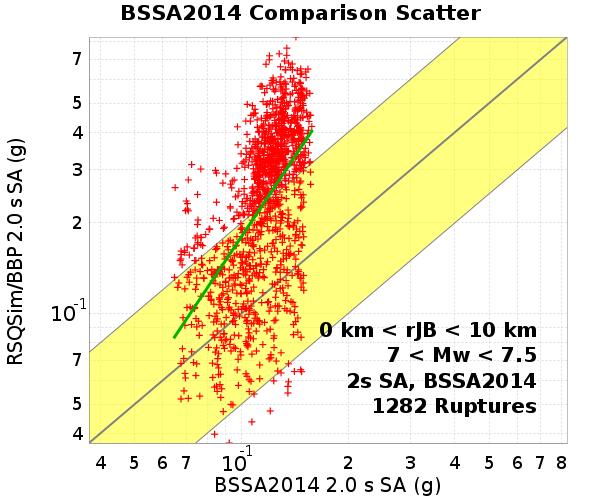 BSSA2014 Comparison Scatter
RSQSim/BBP 2.0 s SA (g)
7
5
4
3
2
10-1
7
5
4
0 km < rJB < 10 km
7 < Mw < 7.5
2s SA, BSSA2014
1282 Ruptures
4 5 6 7 10-1 2 3 4 5 6 7 8
BSSA2014 2.0 s SA (g)